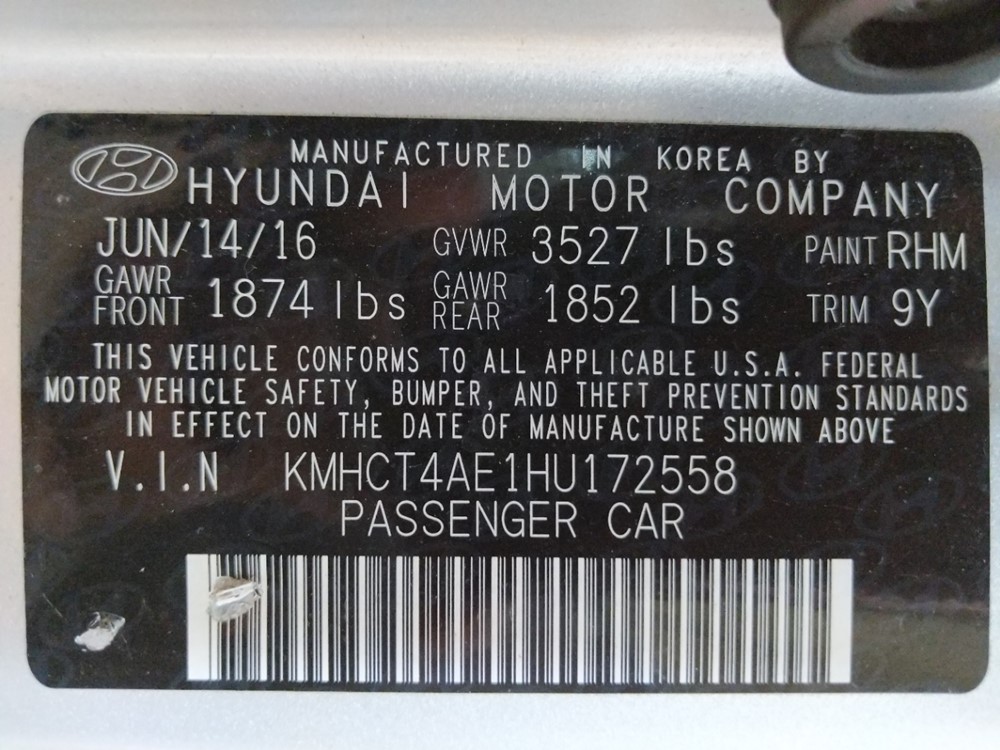 MANUFACTURED IN KOREA BY
HYUNDAI MOTOR COMPANY
JUN/14/16 GVWR 3527 lbs PAINT RHM
GAWR FRONT 1874 lbs GAWR REAR 1852 lbs TRIM 9Y
THIS VEHICLE CONFORMS TO ALL APPLICABLE U.S.A. FEDERAL
MOTOR VEHICLE SAFETY, BUMPER, AND THEFT PREVENTION STANDARDS
IN EFFECT ON THE DATE OF MANUFACTURE SHOWN ABOVE
V.I.N KMHCT4AE1HU172558
PASSENGER CAR